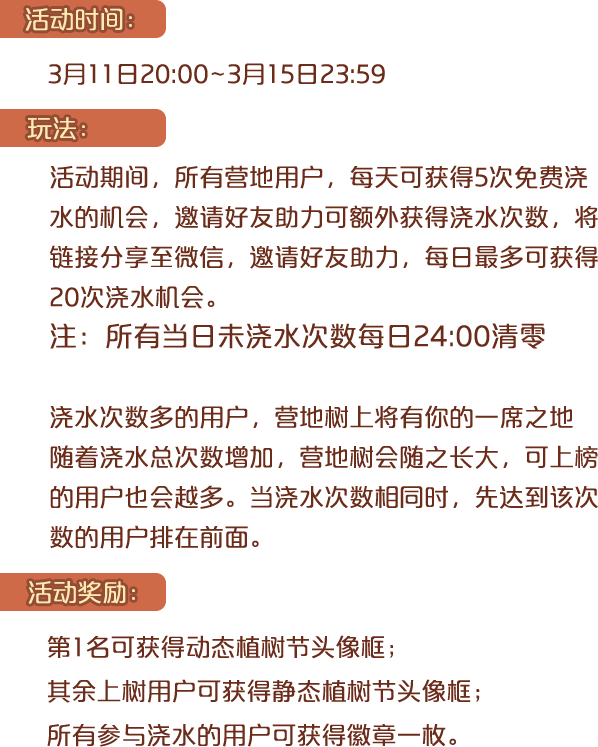 活动时间：
3月11日20:00~3月15日23:59
玩法：
活动期间，所有营地用户，每天可获得5次免费浇
水的机会，邀请好友助力可额外获得浇水次数，将
链接分享至微信，邀请好友助力，每日最多可获得
20次浇水机会。
注：所有当日未浇水次数每日24:00清零
浇水次数多的用户，营地树上将有你的一席之地
随着浇水总次数增加，营地树会随之长大，可上榜
的用户也会越多。当浇水次数相同时，先达到该次
数的用户排在前面。
活动奖励：
第1名可获得动态植树节头像框；
其余上树用户可获得静态植树节头像框；
所有参与浇水的用户可获得徽章一枚。